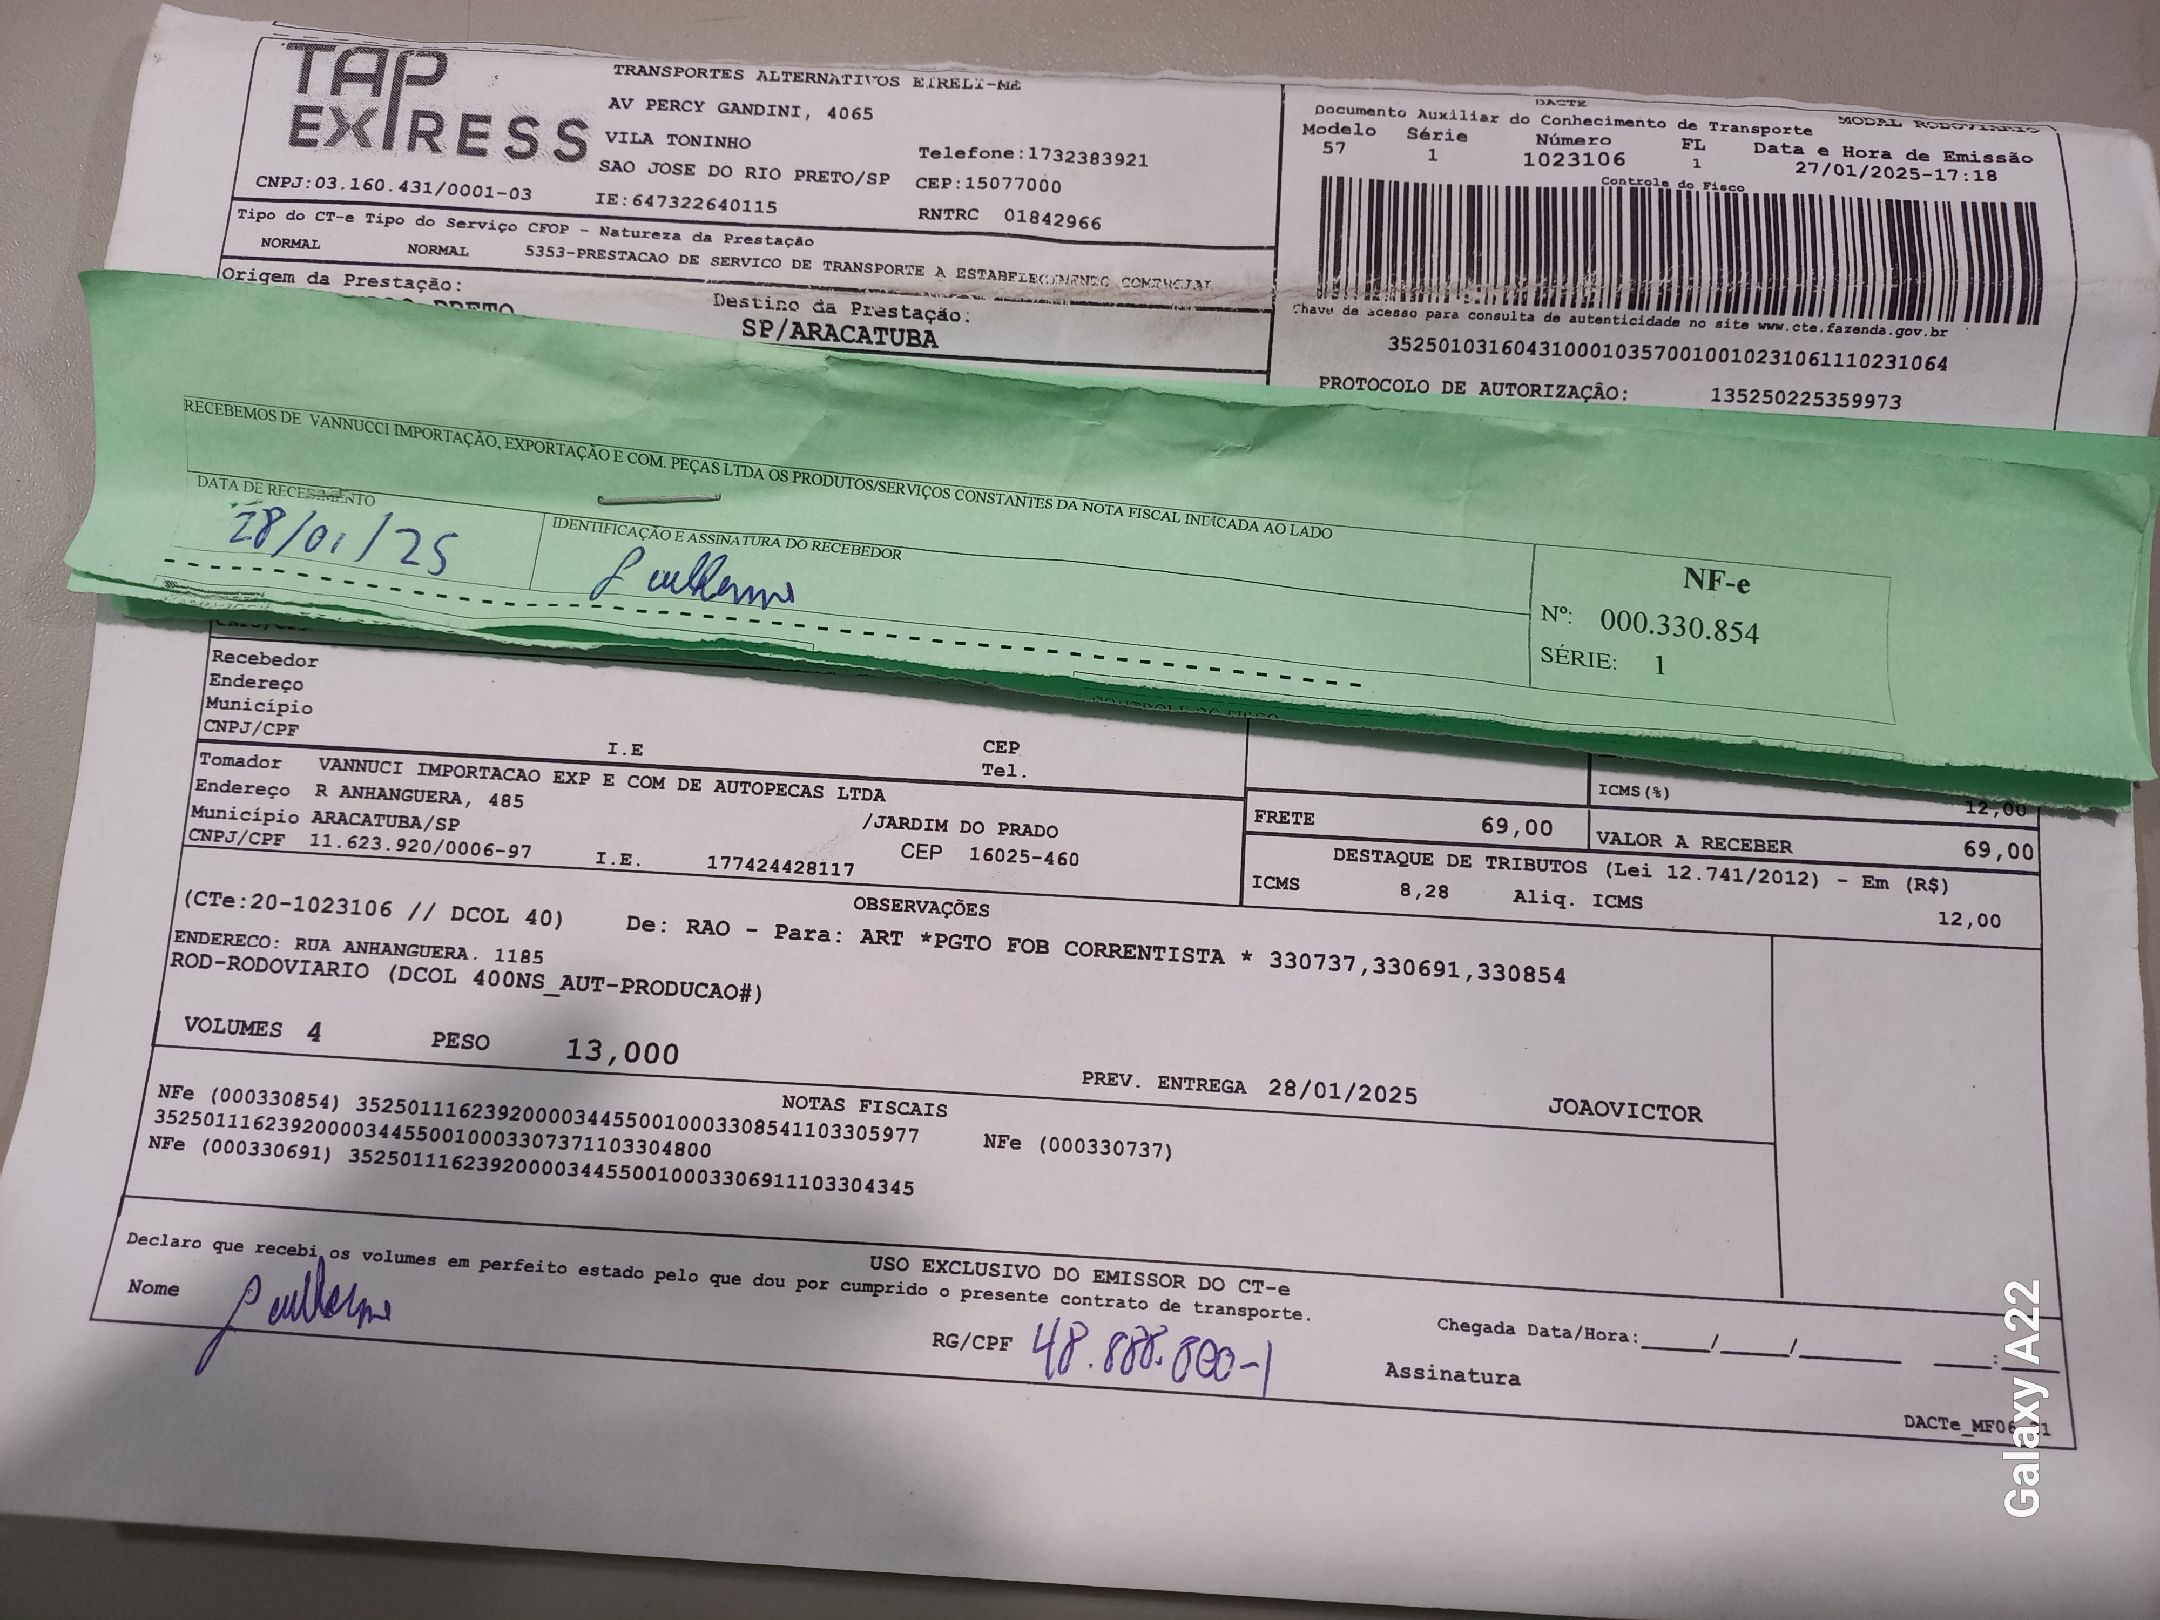 TAP EXPRESS
TRANSPORTES ALTERNATIVOS EIRELI-ME
AV PERCY GANDINI, 4065
VILA TONINHO
SAO JOSE DO RIO PRETO/SP
Telefone:1732383921
CEP:15077000
CNPJ:03.160.431/0001-03
IE:647322640115
RNTRC 01842966
DACTE
Documento Auxiliar do Conhecimento de Transporte
MODAL RODOVIARIO
Modelo Série Número FL Data e Hora de Emissão
57 1 1023106 1 27/01/2025-17:18
Controle do Fisco
Chave de acesso para consulta de autenticidade no site www.cte.fazenda.gov.br
35250103160431000103570010010231061110231064
PROTOCOLO DE AUTORIZAÇÃO: 135250225359973
Tipo do CT-e Tipo do Serviço CFOP - Natureza da Prestação
NORMAL NORMAL 5353-PRESTACAO DE SERVICO DE TRANSPORTE A ESTABELECIMENTO COMERCIAL
Origem da Prestação:
PRETO
Destino da Prestação:
SP/ARACATUBA
RECEBEMOS DE VANNUCCI IMPORTAÇÃO, EXPORTAÇÃO E COM. PEÇAS LTDA OS PRODUTOS/SERVIÇOS CONSTANTES DA NOTA FISCAL INDICADA AO LADO
DATA DE RECEBIMENTO
28/01/25
IDENTIFICAÇÃO E ASSINATURA DO RECEBEDOR
Guilherme
NF-e
Nº: 000.330.854
SÉRIE: 1
Recebedor
Endereço
Município
CNPJ/CPF
I.E
CEP
Tel.
Tomador VANNUCI IMPORTACAO EXP E COM DE AUTOPECAS LTDA
Endereço R ANHANGUERA, 485
/JARDIM DO PRADO
Município ARACATUBA/SP
CEP 16025-460
CNPJ/CPF 11.623.920/0006-97 I.E. 177424428117
ICMS(%) 12,00
FRETE 69,00
VALOR A RECEBER 69,00
DESTAQUE DE TRIBUTOS (Lei 12.741/2012) - Em (R$)
ICMS 8,28 Aliq. ICMS 12,00
OBSERVAÇÕES
(CTe:20-1023106 // DCOL 40) De: RAO - Para: ART *PGTO FOB CORRENTISTA * 330737,330691,330854
ENDERECO: RUA ANHANGUERA, 1185
ROD-RODOVIARIO (DCOL 400NS_AUT-PRODUCAO#)
VOLUMES 4 PESO 13,000
PREV. ENTREGA 28/01/2025 JOAOVICTOR
NOTAS FISCAIS
NFe (000330854) 35250111623920000344550010003308541103305977 NFe (000330737)
35250111623920000344550010003307371103304800
NFe (000330691) 35250111623920000344550010003306911103304345
USO EXCLUSIVO DO EMISSOR DO CT-e
Declaro que recebi os volumes em perfeito estado pelo que dou por cumprido o presente contrato de transporte.
Nome Guilherme
RG/CPF 48.888.800-1
Chegada Data/Hora:____/____/______ ____:____
Assinatura
Galaxy A22